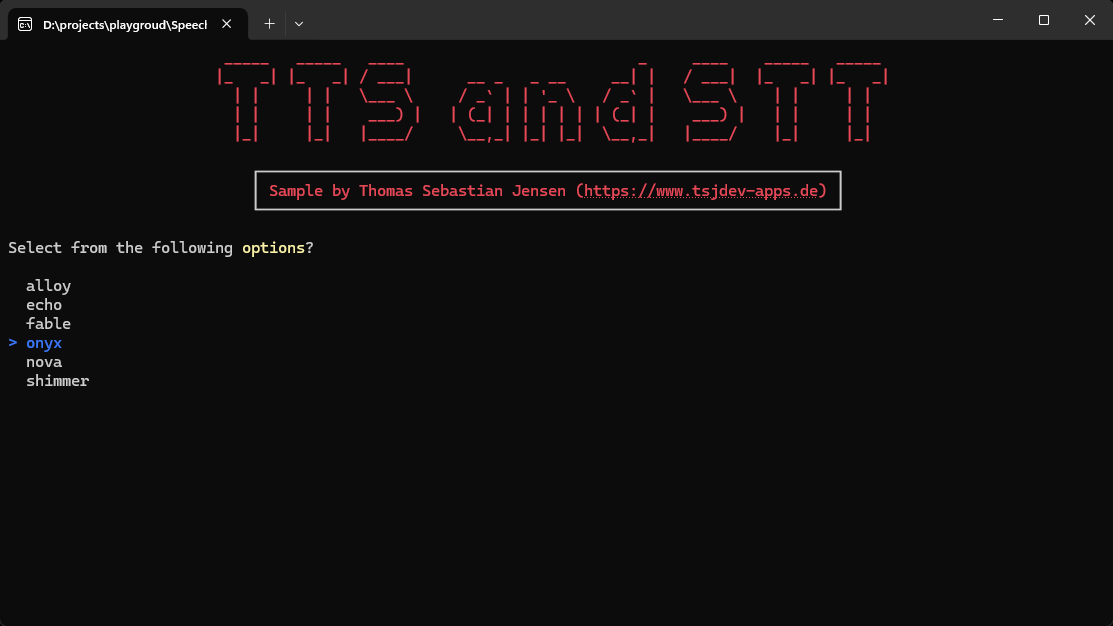 D:\projects\playgroud\Speecl
TTS and STT
Sample by Thomas Sebastian Jensen (https://www.tsjdev-apps.de)
Select from the following options?
alloy
echo
fable
> onyx
nova
shimmer